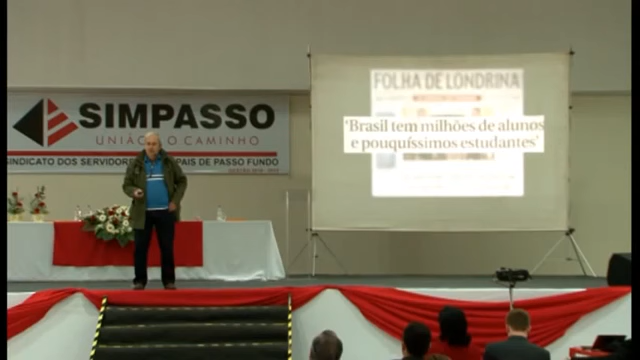 SIMPASSO
UNIÃO É O CAMINHO
SINDICATO DOS SERVIDORES PAIS DE PASSO FUNDO
FOLHA DE LONDRINA
'Brasil tem milhões de alunos
e pouquíssimos estudantes'